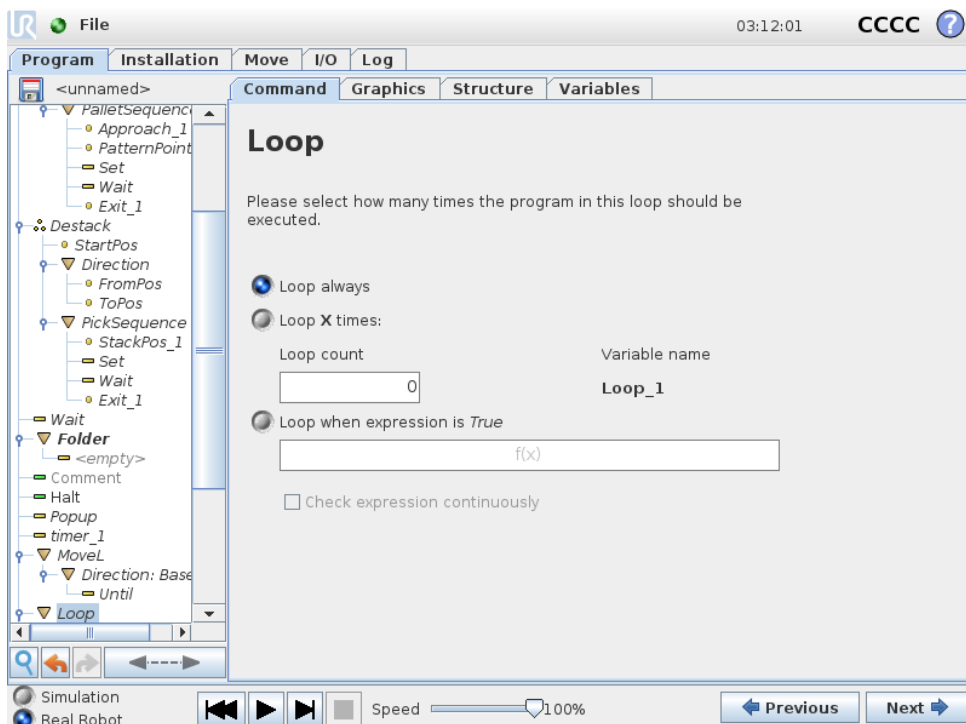 UR File 03:12:01 CCCC ?
Program Installation Move I/O Log
<unnamed>
Command Graphics Structure Variables
PalletSequence
Approach_1
PatternPoint
Set
Wait
Exit_1
Destack
StartPos
Direction
FromPos
ToPos
PickSequence
StackPos_1
Set
Wait
Exit_1
Wait
Folder
<empty>
Comment
Halt
Popup
timer_1
MoveL
Direction: Base
Until
Loop
Loop
Please select how many times the program in this loop should be
executed.
Loop always
Loop X times:
Loop count Variable name
0 Loop_1
Loop when expression is True
f(x)
Check expression continuously
Simulation
Real Robot
Speed 100%
Previous Next